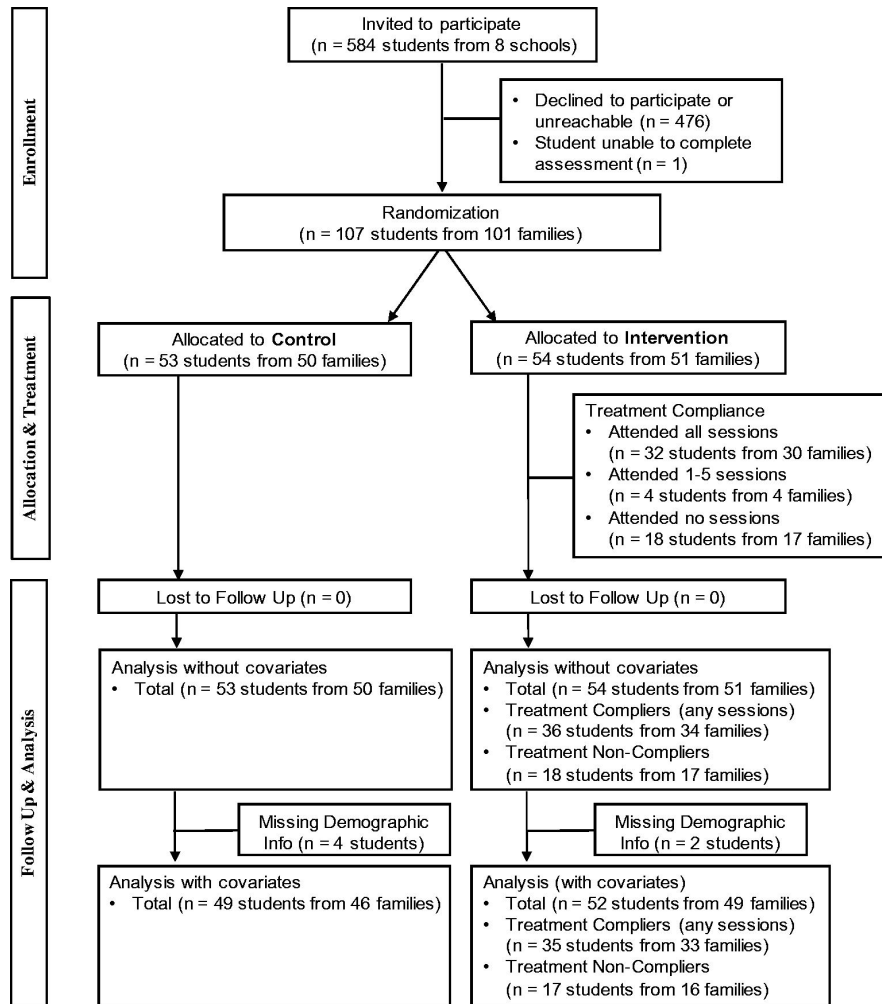 Enrollment
Invited to participate
(n = 584 students from 8 schools)
• Declined to participate or
unreachable (n = 476)
• Student unable to complete
assessment (n = 1)
Randomization
(n = 107 students from 101 families)
Allocation & Treatment
Allocated to Control
(n = 53 students from 50 families)
Allocated to Intervention
(n = 54 students from 51 families)
Treatment Compliance
• Attended all sessions
(n = 32 students from 30 families)
• Attended 1-5 sessions
(n = 4 students from 4 families)
• Attended no sessions
(n = 18 students from 17 families)
Follow Up & Analysis
Lost to Follow Up (n = 0)
Lost to Follow Up (n = 0)
Analysis without covariates
• Total (n = 53 students from 50 families)
Analysis without covariates
• Total (n = 54 students from 51 families)
• Treatment Compliers (any sessions)
(n = 36 students from 34 families)
• Treatment Non-Compliers
(n = 18 students from 17 families)
Missing Demographic
Info (n = 4 students)
Missing Demographic
Info (n = 2 students)
Analysis with covariates
• Total (n = 49 students from 46 families)
Analysis (with covariates)
• Total (n = 52 students from 49 families)
• Treatment Compliers (any sessions)
(n = 35 students from 33 families)
• Treatment Non-Compliers
(n = 17 students from 16 families)